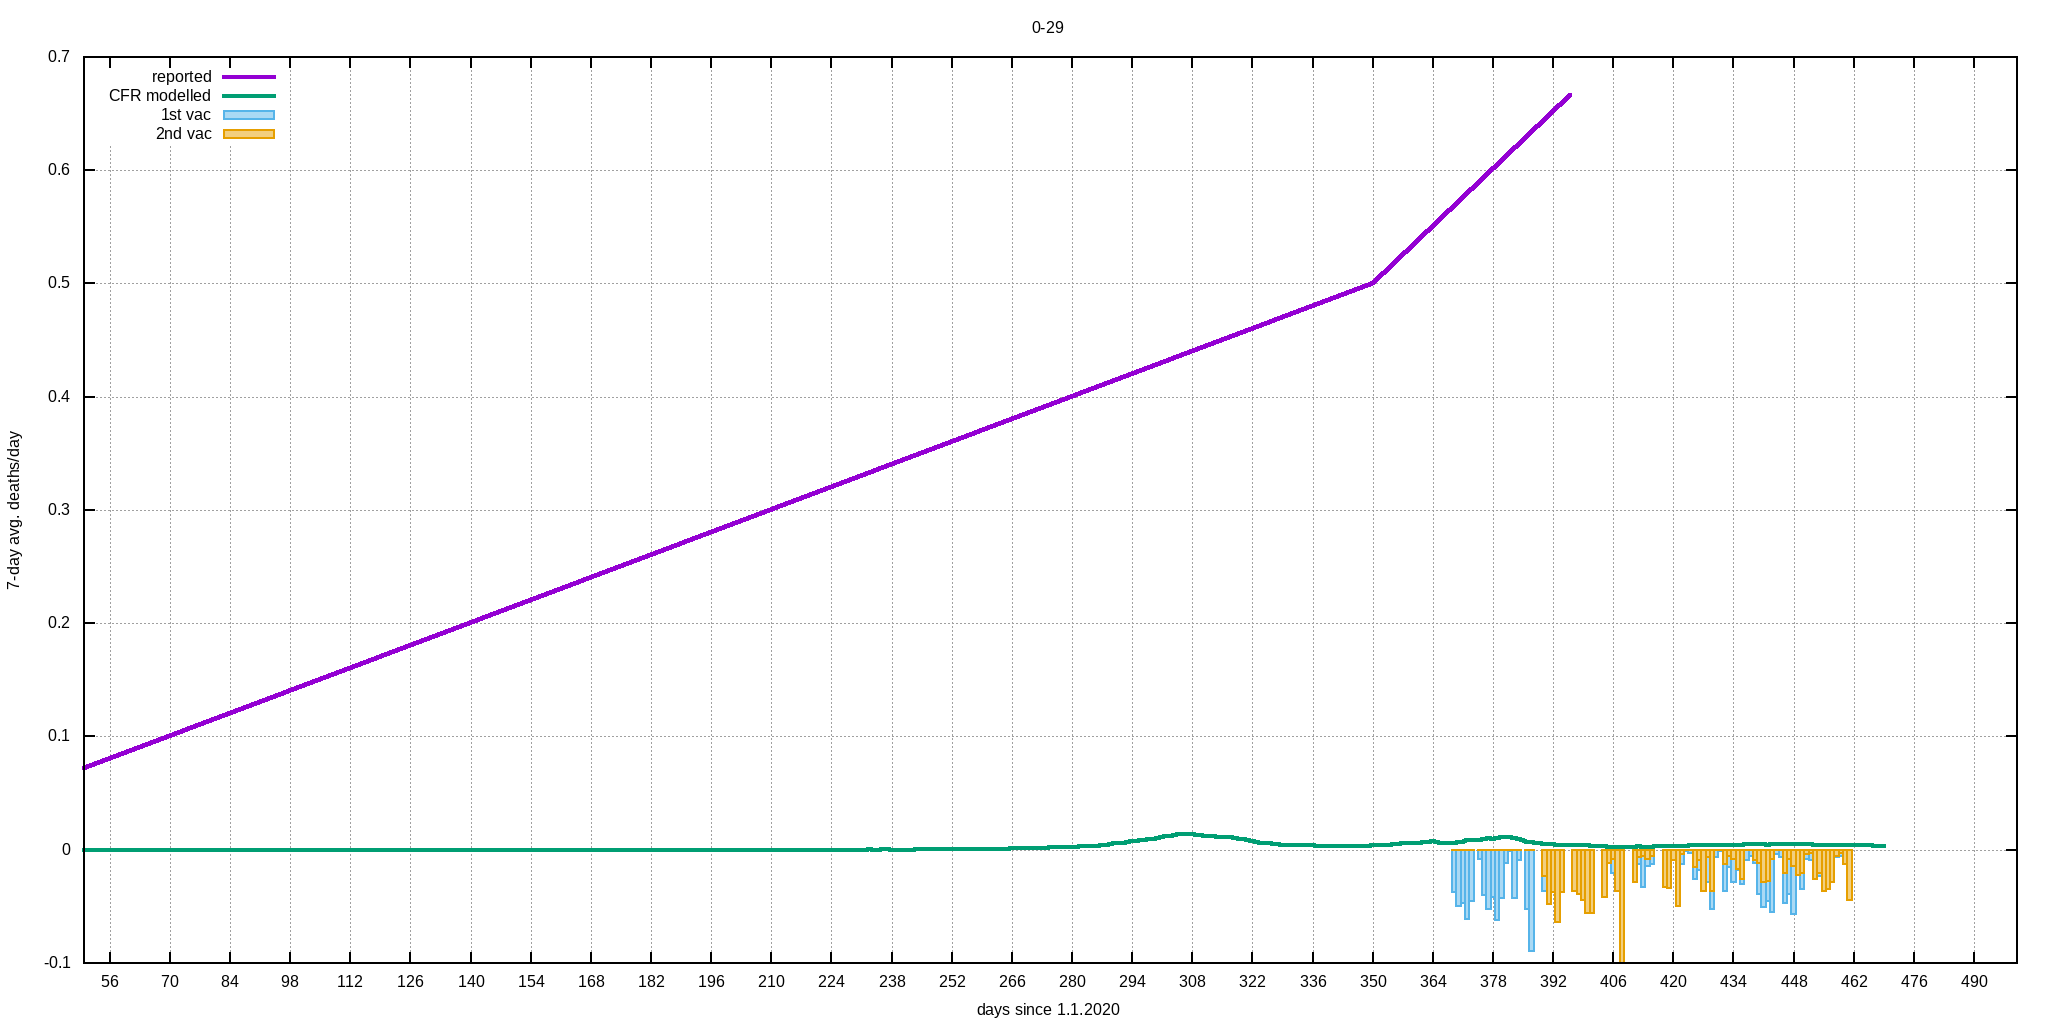 0-29
reported
CFR modelled
1st vac
2nd vac
0.7
0.6
0.5
0.4
0.3
0.2
0.1
0
-0.1
7-day avg. deaths/day
56 70 84 98 112 126 140 154 168 182 196 210 224 238 252 266 280 294 308 322 336 350 364 378 392 406 420 434 448 462 476 490
days since 1.1.2020